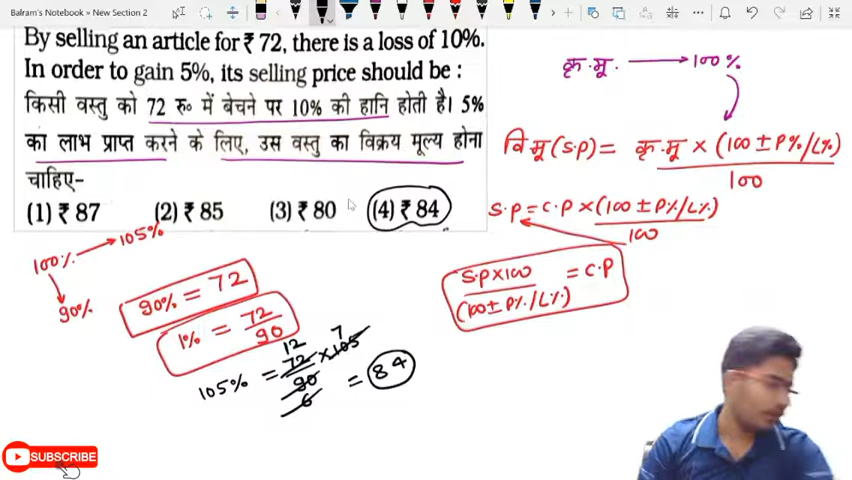 Balram's Notebook » New Section 2
By selling an article for ₹ 72, there is a loss of 10%.
In order to gain 5%, its selling price should be :
किसी वस्तु को 72 रु० में बेचने पर 10% की हानि होती है। 5%
का लाभ प्राप्त करने के लिए, उस वस्तु का विक्रय मूल्य होना
चाहिए-
(1) ₹ 87 (2) ₹ 85 (3) ₹ 80 (4) ₹ 84
100% → 105%
90%
90% = 72
1% = 72/90
105% = 72/90 × 105 = 84
12 7
6
कृ.मू. → 100%
वि मू (S.P) = कृ.मू × (100 ± P%/L%)
100
S.P = C.P × (100 ± P%/L%)
100
S.P × 100 = C.P
(100 ± P%/L%)
SUBSCRIBE